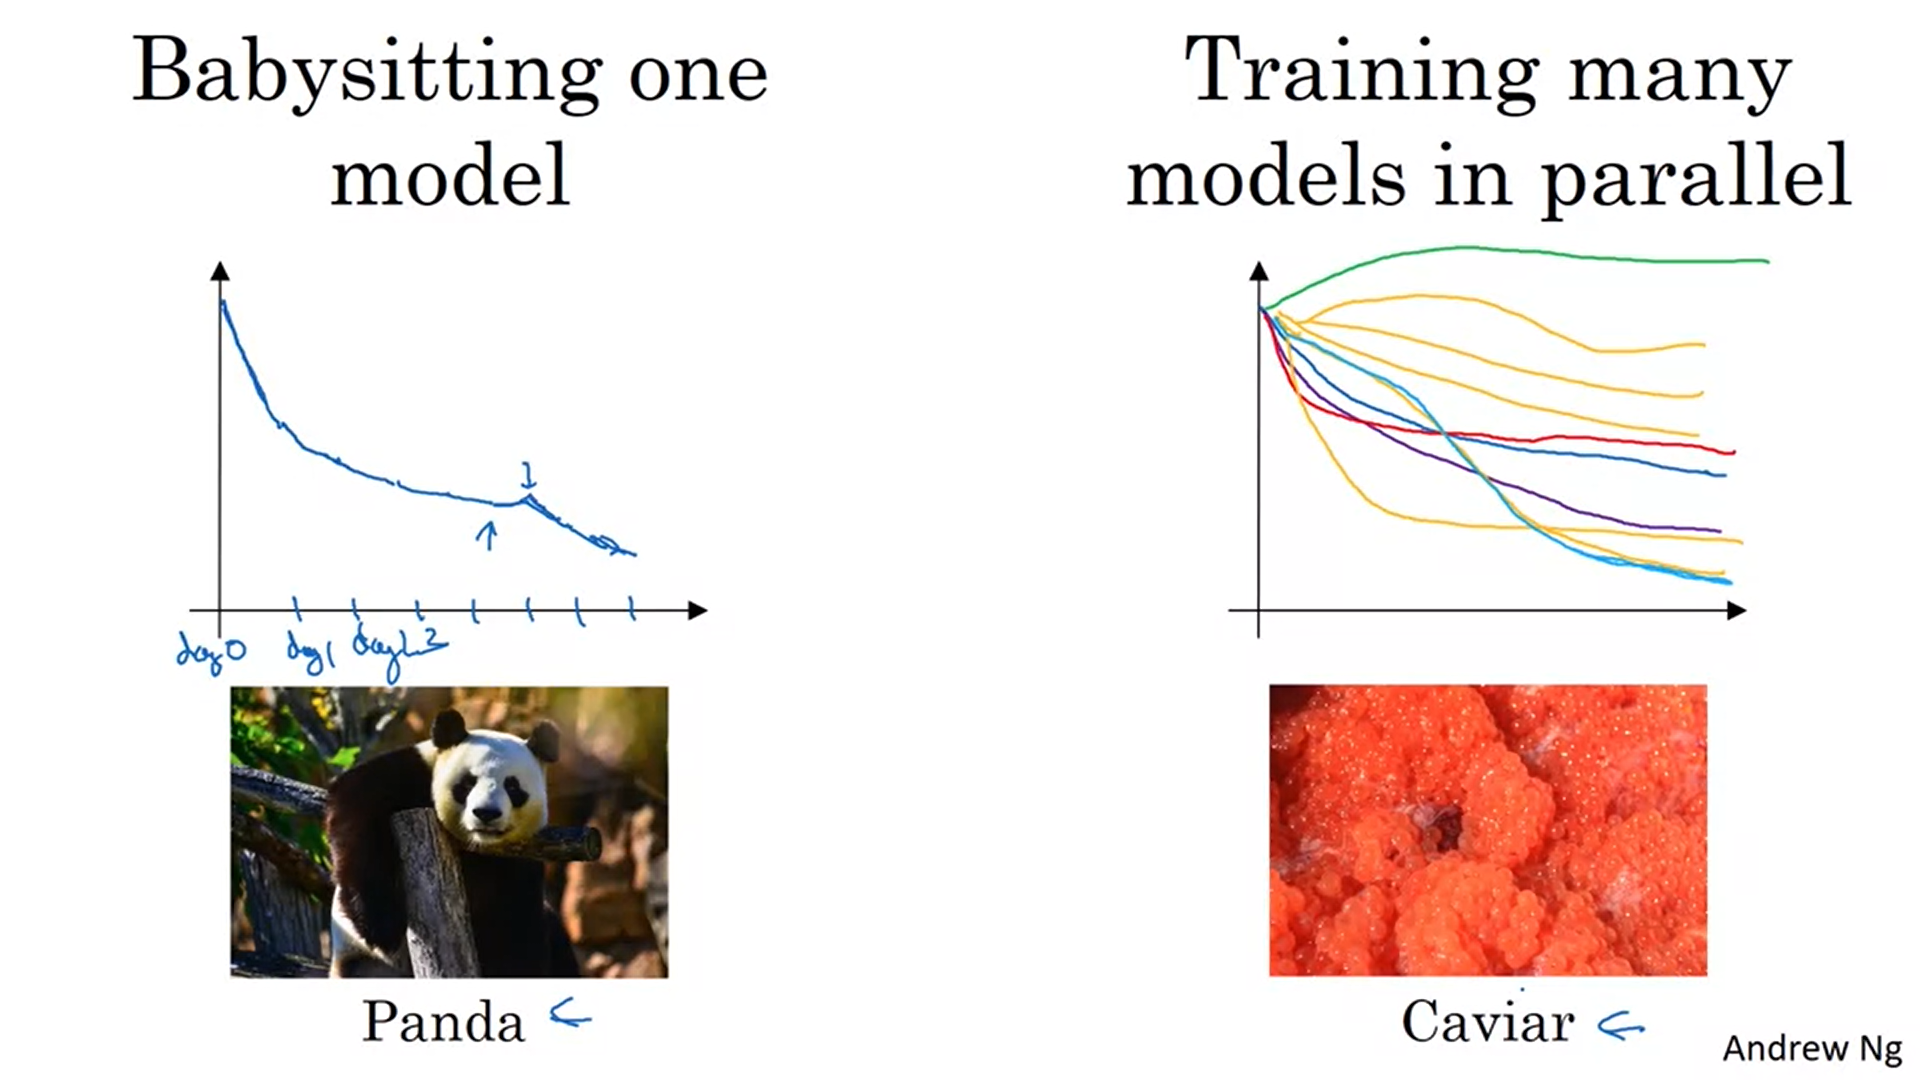 Babysitting one
model
Training many
models in parallel
day 0 day 1 day 2
Panda
Caviar
Andrew Ng